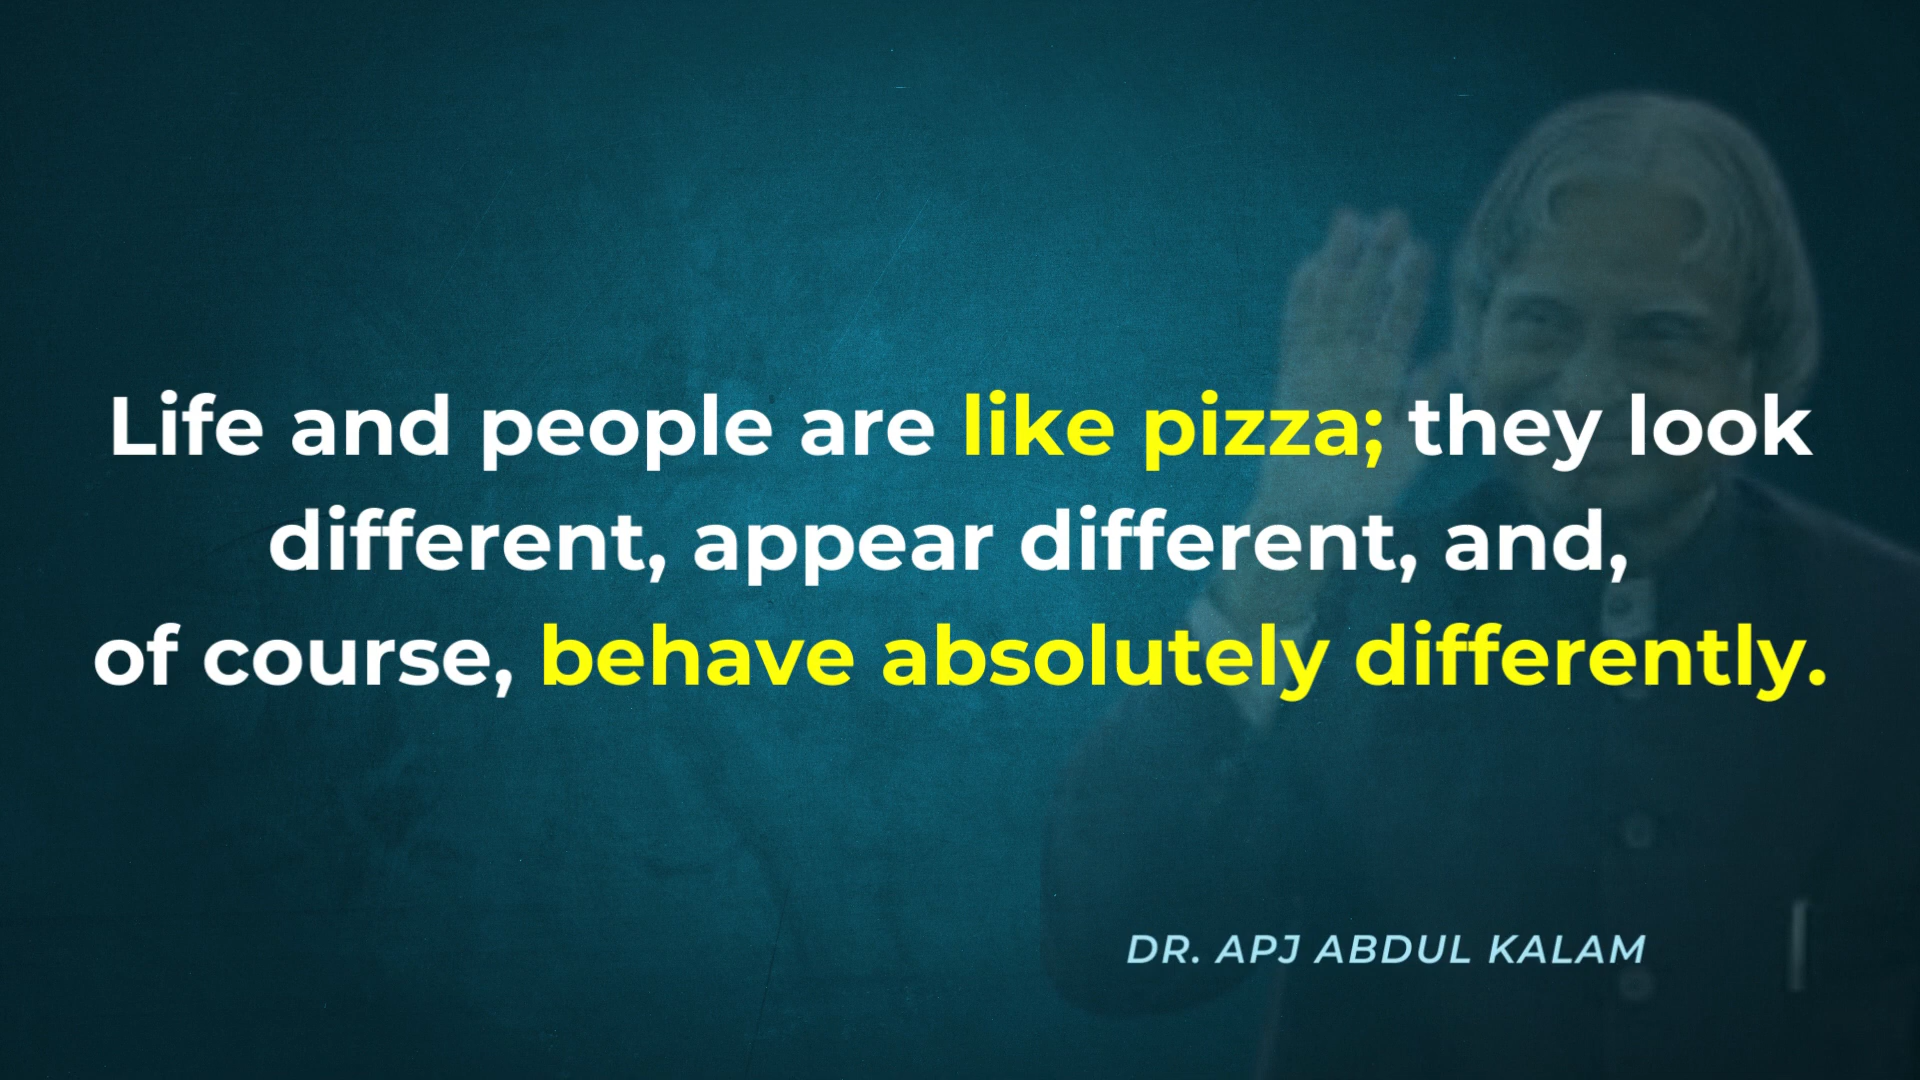 Life and people are like pizza; they look
different, appear different, and,
of course, behave absolutely differently.
DR. APJ ABDUL KALAM